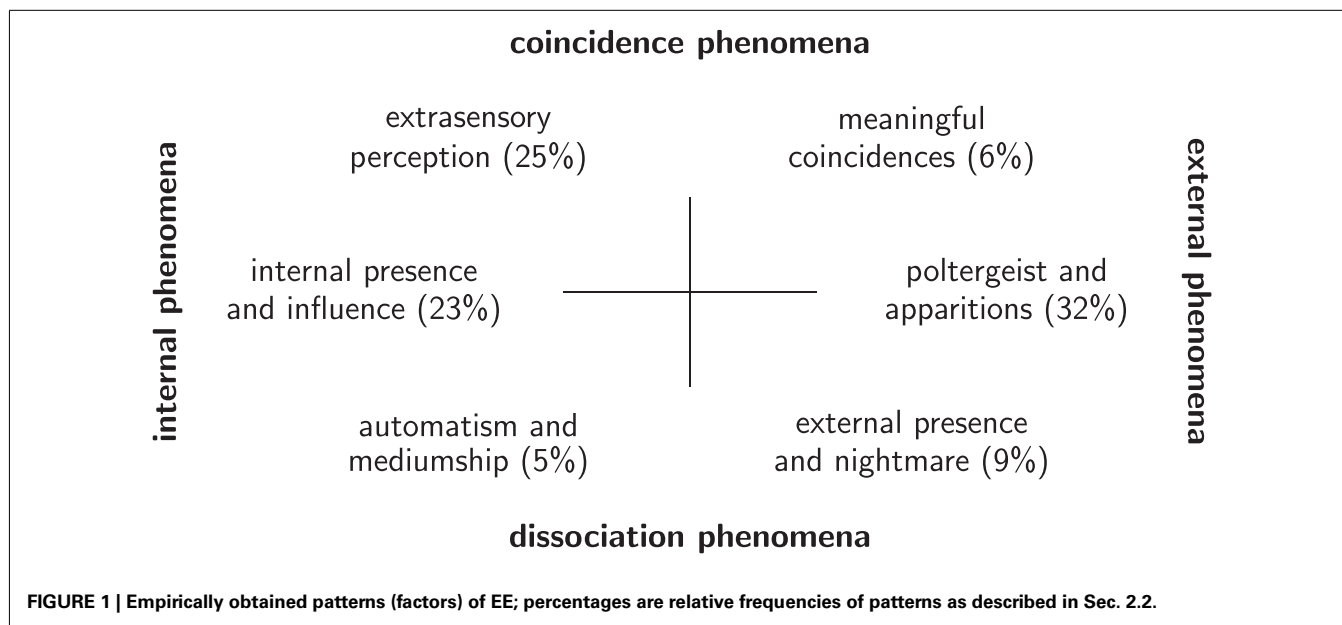 coincidence phenomena
extrasensory
perception (25%)
meaningful
coincidences (6%)
internal phenomena
external phenomena
internal presence
and influence (23%)
poltergeist and
apparitions (32%)
automatism and
mediumship (5%)
external presence
and nightmare (9%)
dissociation phenomena
FIGURE 1 | Empirically obtained patterns (factors) of EE; percentages are relative frequencies of patterns as described in Sec. 2.2.